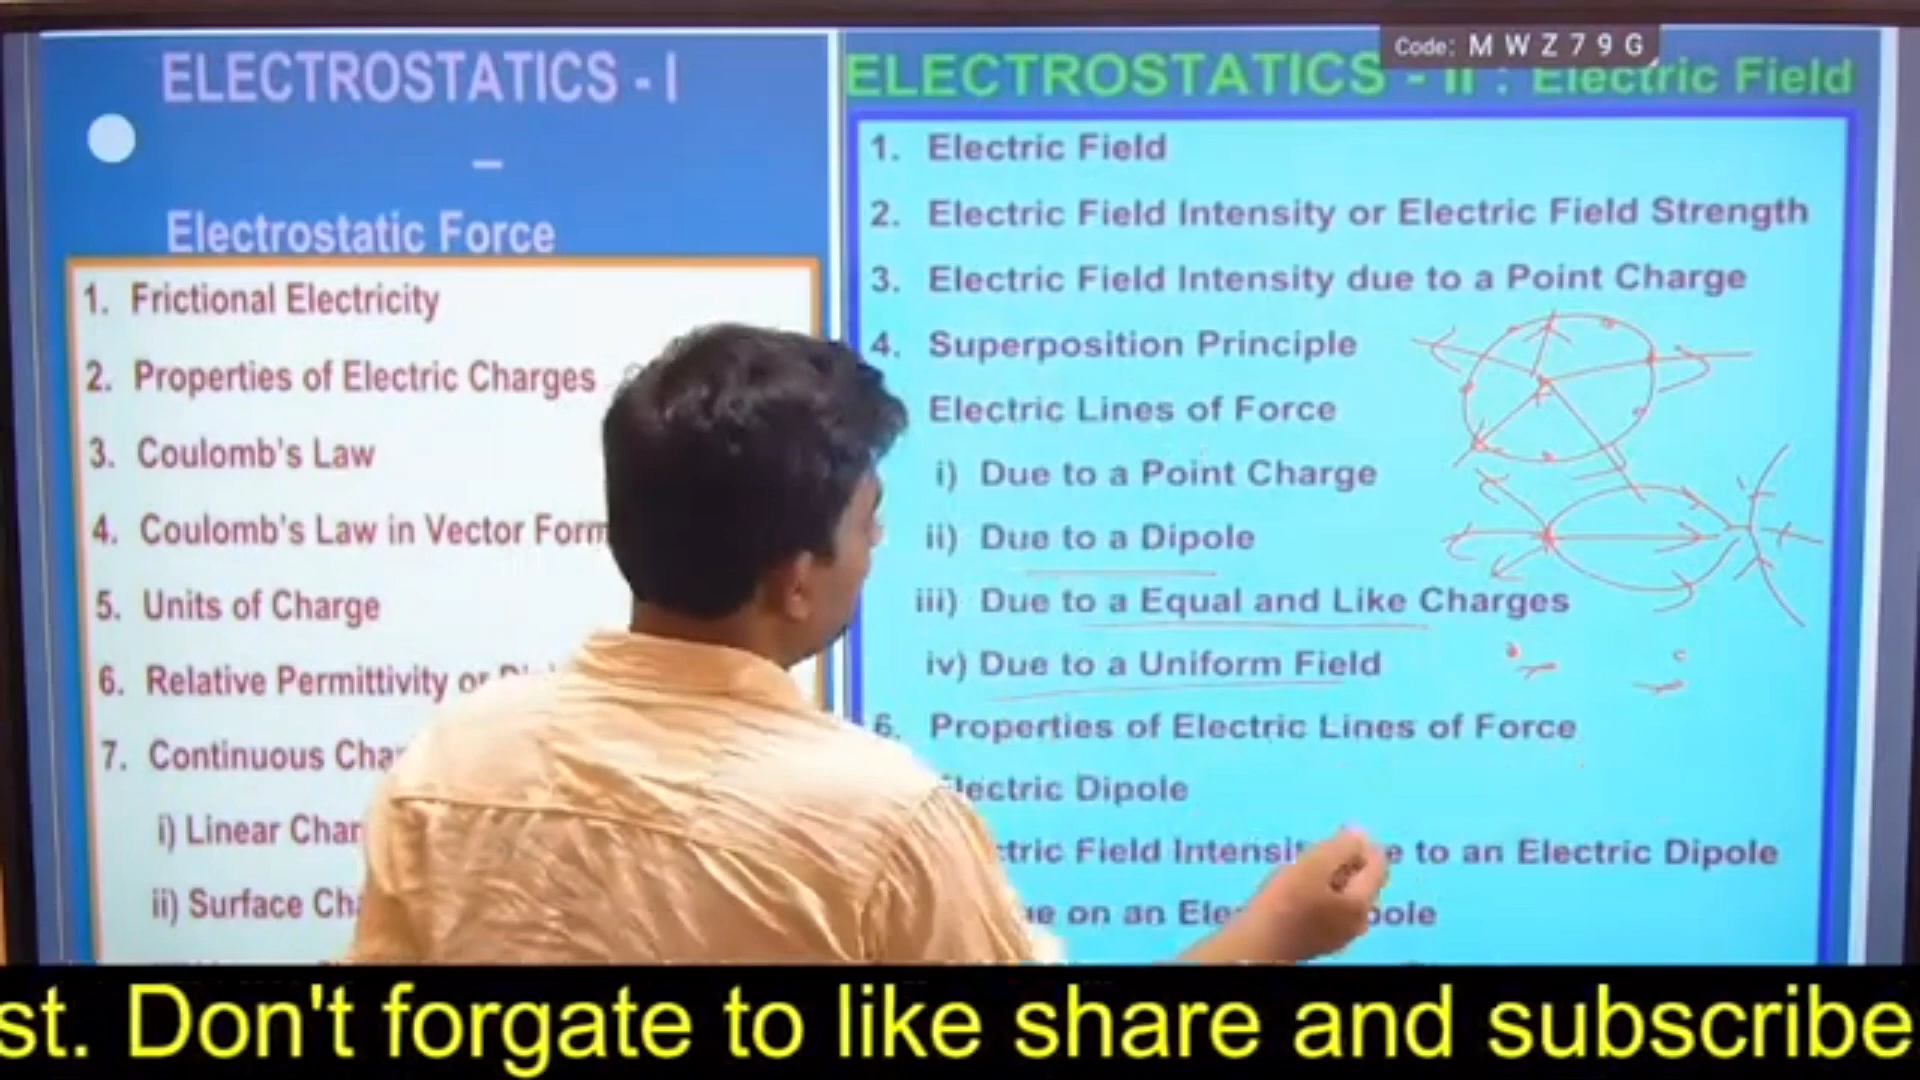 Code: MWZ79G
ELECTROSTATICS - I
–
Electrostatic Force
1. Frictional Electricity
2. Properties of Electric Charges
3. Coulomb's Law
4. Coulomb's Law in Vector Form
5. Units of Charge
6. Relative Permittivity or
7. Continuous
i) Linear
ii) Surface
ELECTROSTATICS - II : Electric Field
1. Electric Field
2. Electric Field Intensity or Electric Field Strength
3. Electric Field Intensity due to a Point Charge
4. Superposition Principle
Electric Lines of Force
i) Due to a Point Charge
ii) Due to a Dipole
iii) Due to a Equal and Like Charges
iv) Due to a Uniform Field
6. Properties of Electric Lines of Force
Electric Dipole
Field to an Electric Dipole
on an
st. Don't forgate to like share and subscribe